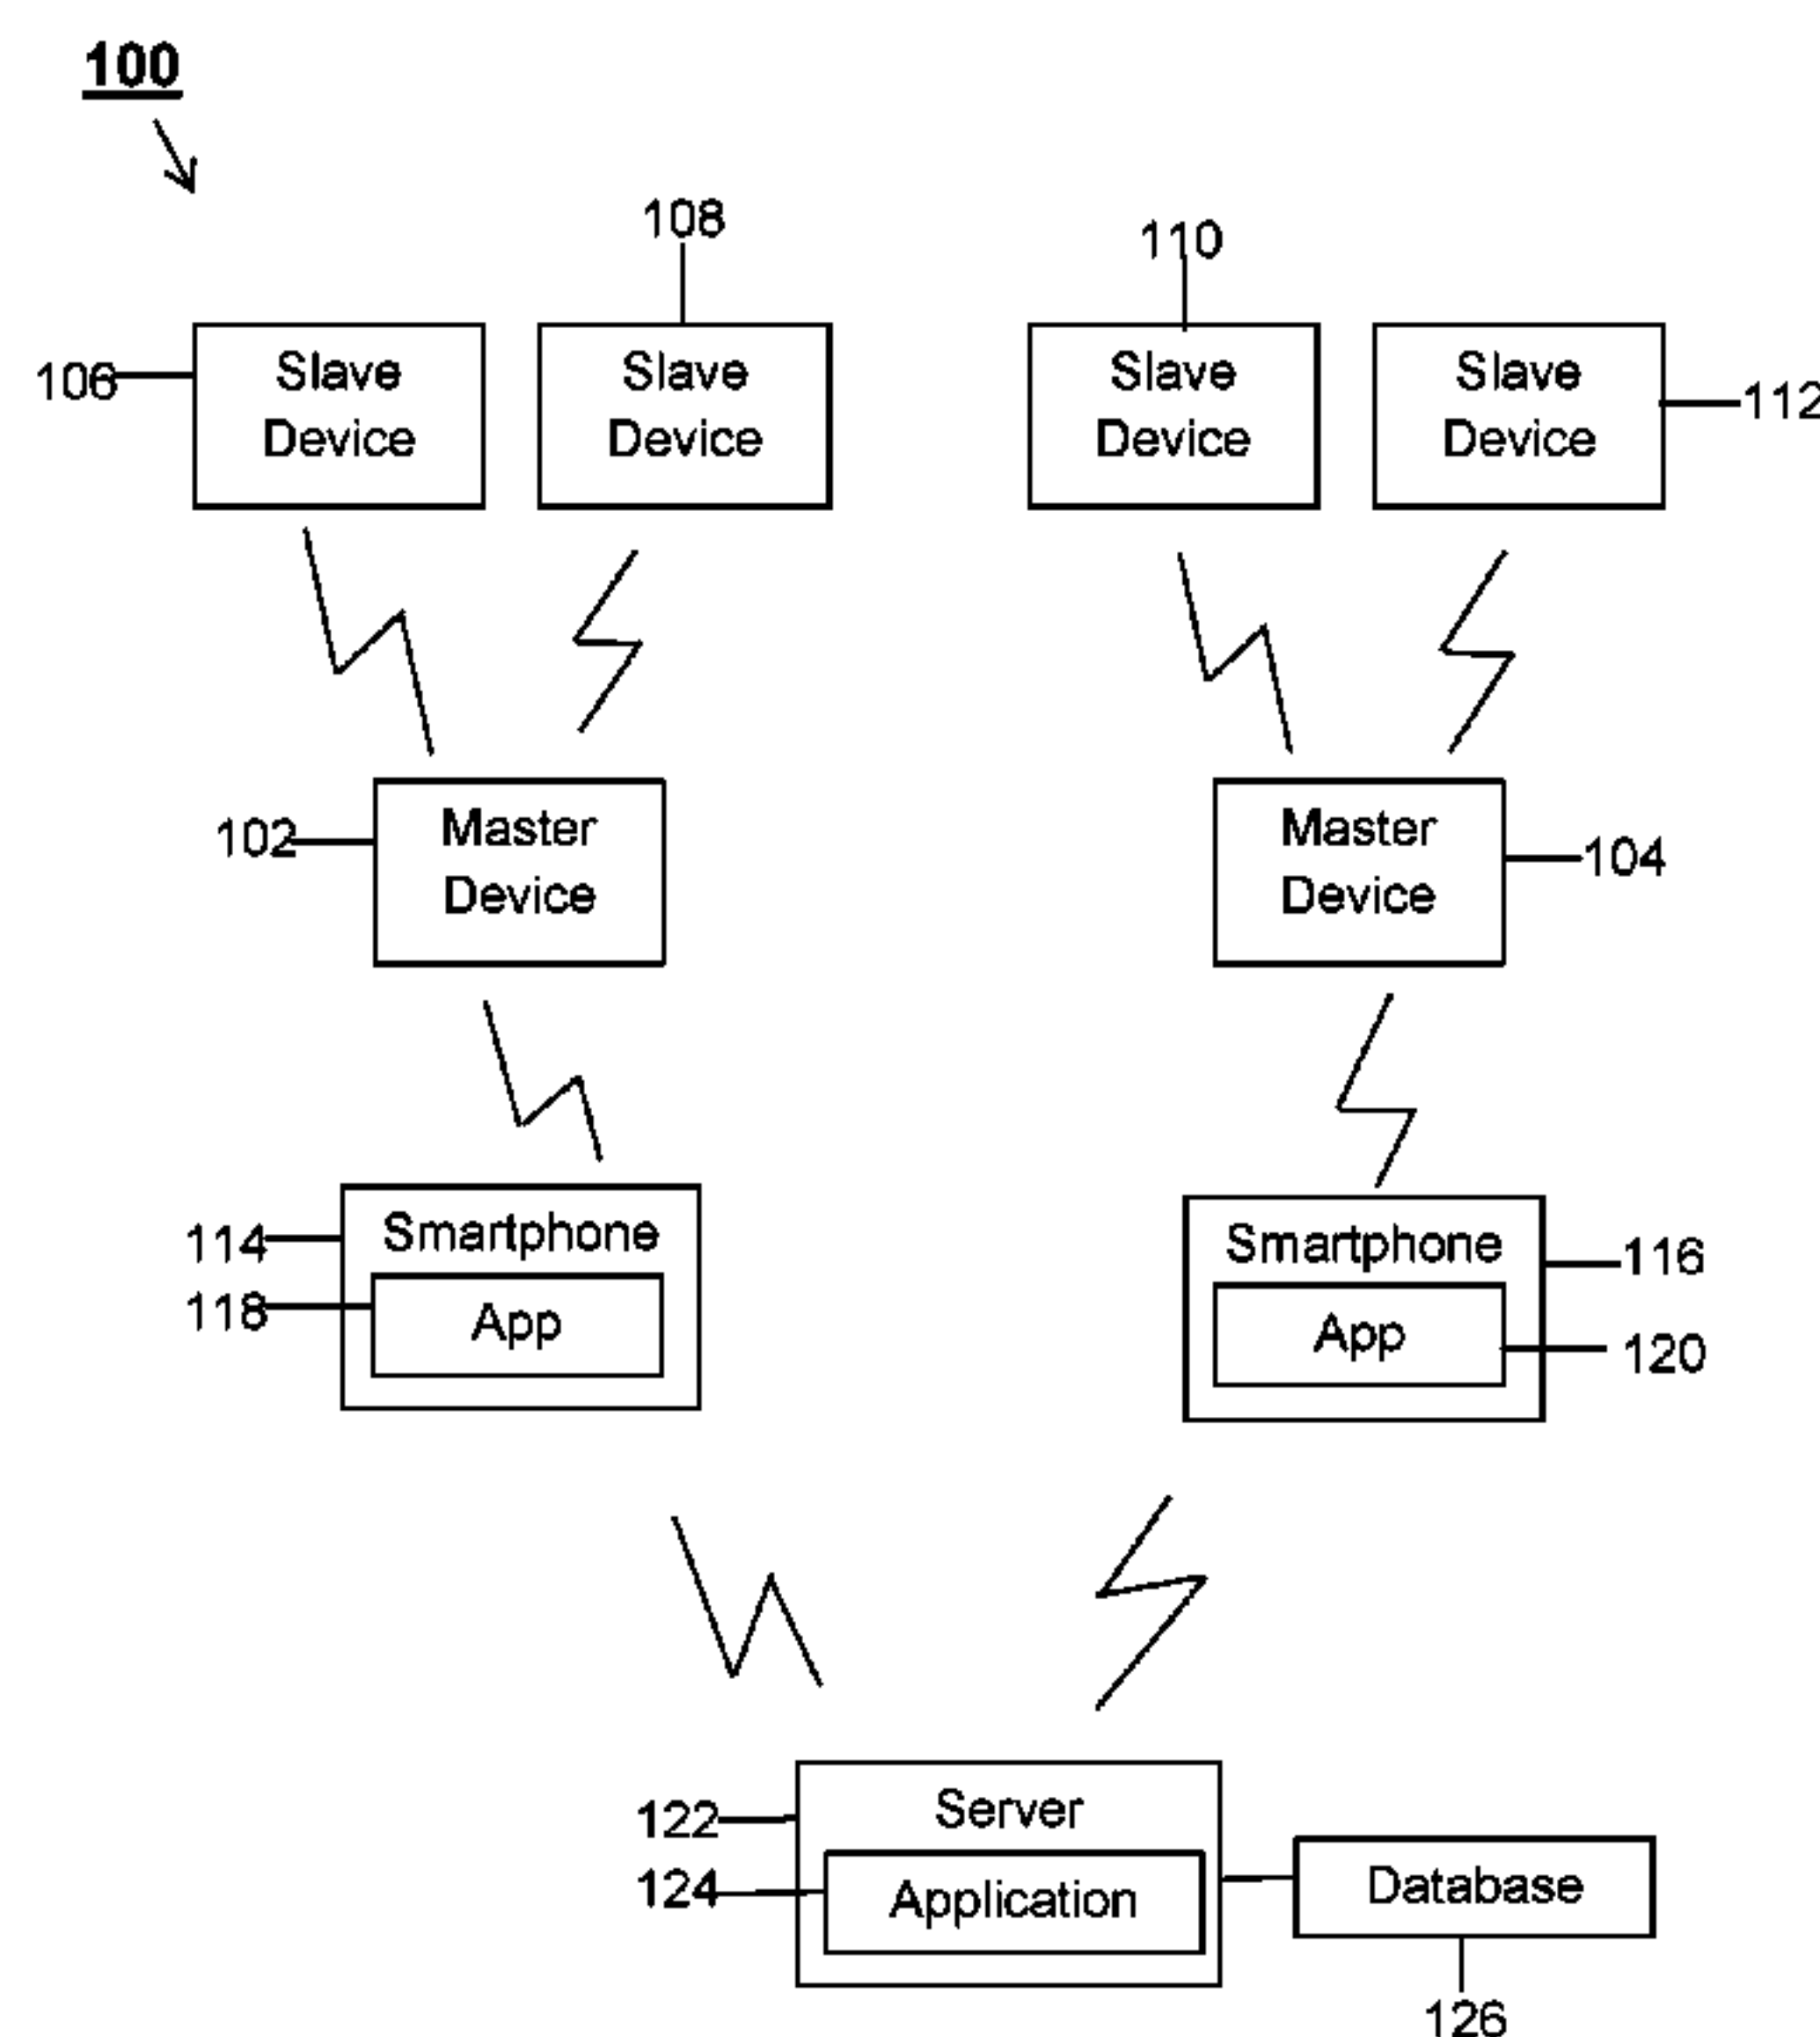 100
108
110
106
Slave
Device
Slave
Device
Slave
Device
Slave
Device
112
102
Master
Device
Master
Device
104
114
Smartphone
118
App
Smartphone
116
App
120
122
Server
124
Application
Database
126